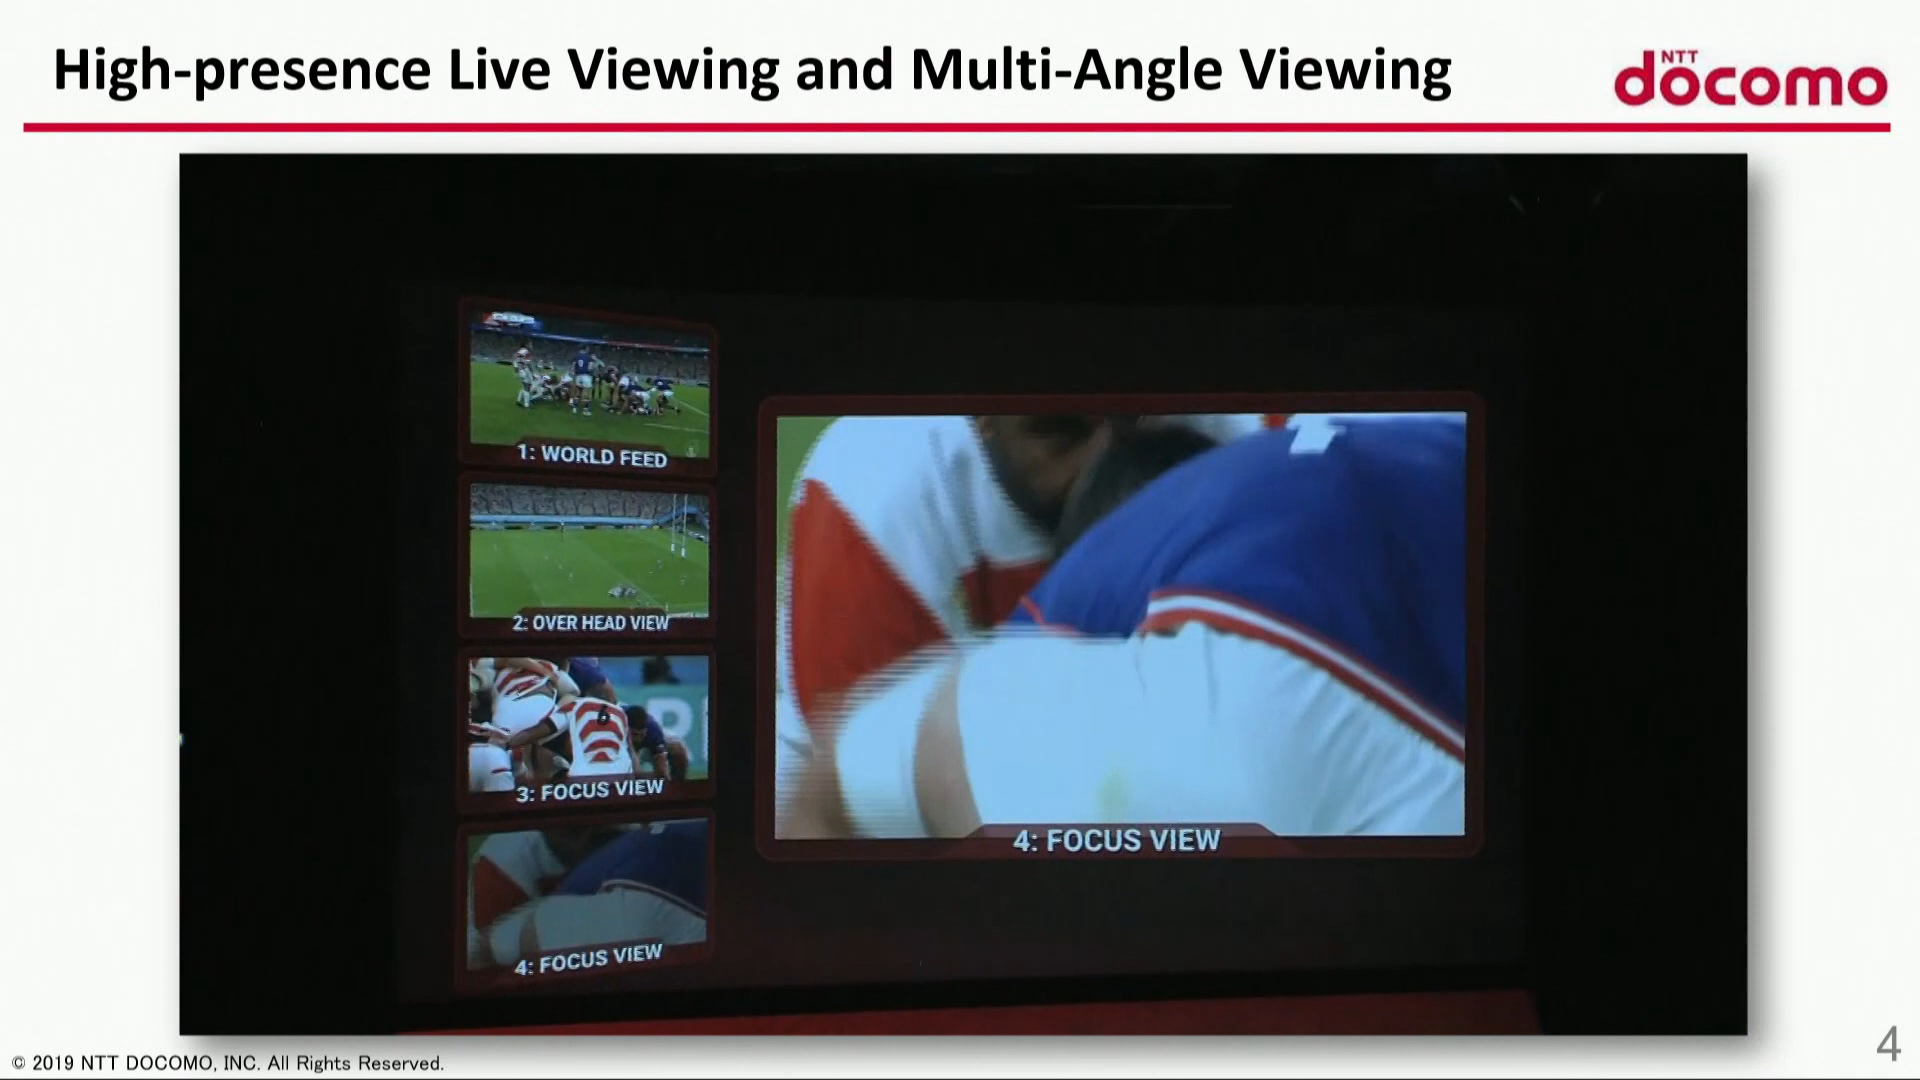 High-presence Live Viewing and Multi-Angle Viewing
NTT
docomo
1: WORLD FEED
2: OVER HEAD VIEW
3: FOCUS VIEW
4: FOCUS VIEW
4: FOCUS VIEW
6
R
© 2019 NTT DOCOMO, INC. All Rights Reserved.
4